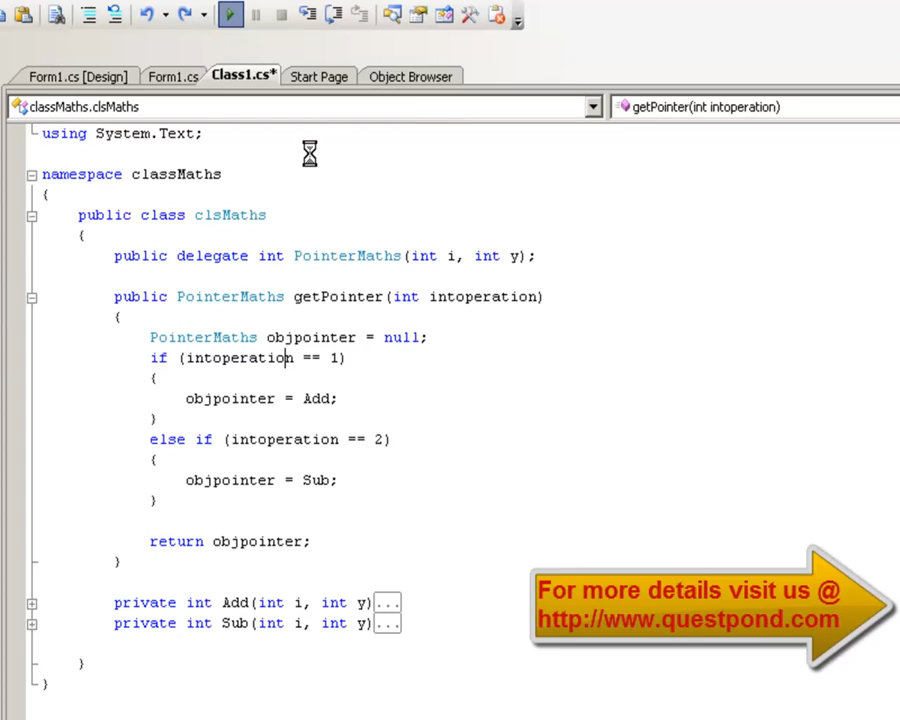 Form1.cs [Design] Form1.cs Class1.cs* Start Page Object Browser
classMaths.clsMaths getPointer(int intoperation)
using System.Text;
namespace classMaths
{
public class clsMaths
{
public delegate int PointerMaths(int i, int y);
public PointerMaths getPointer(int intoperation)
{
PointerMaths objpointer = null;
if (intoperation == 1)
{
objpointer = Add;
}
else if (intoperation == 2)
{
objpointer = Sub;
}
return objpointer;
}
private int Add(int i, int y)...
private int Sub(int i, int y)...
}
}
For more details visit us @
http://www.questpond.com